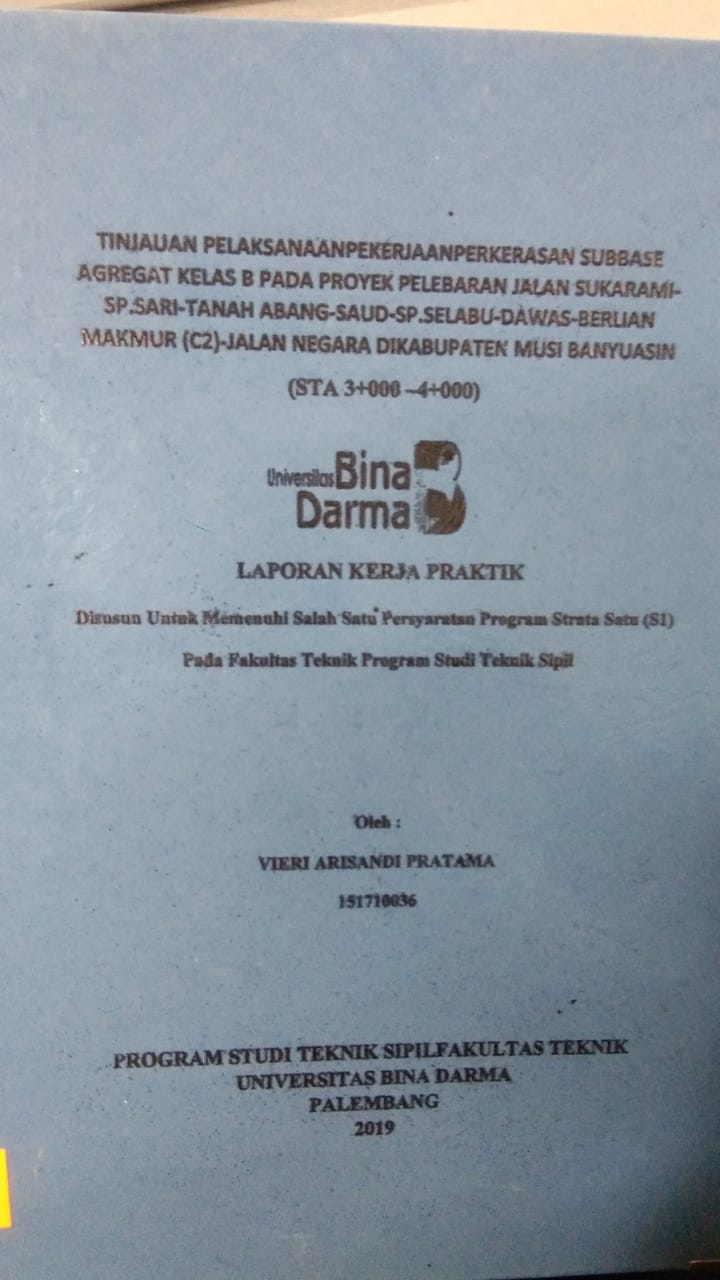 TINJAUAN PELAKSANAANPEKERJAANPERKERASAN SUBBASE
AGREGAT KELAS B PADA PROYEK PELEBARAN JALAN SUKARAMI-
SP.SARI-TANAH ABANG-SAUD-SP.SELABU-DAWAS-BERLIAN
MAKMUR (C2)-JALAN NEGARA DIKABUPATEN MUSI BANYUASIN
(STA 3+000 –4+000)
Universitas Bina
Darma
LAPORAN KERJA PRAKTIK
Disusun Untuk Memenuhi Salah Satu Persyaratan Program Strata Satu (S1)
Pada Fakultas Teknik Program Studi Teknik Sipil
Oleh :
VIERI ARISANDI PRATAMA
151710036
PROGRAM STUDI TEKNIK SIPILFAKULTAS TEKNIK
UNIVERSITAS BINA DARMA
PALEMBANG
2019